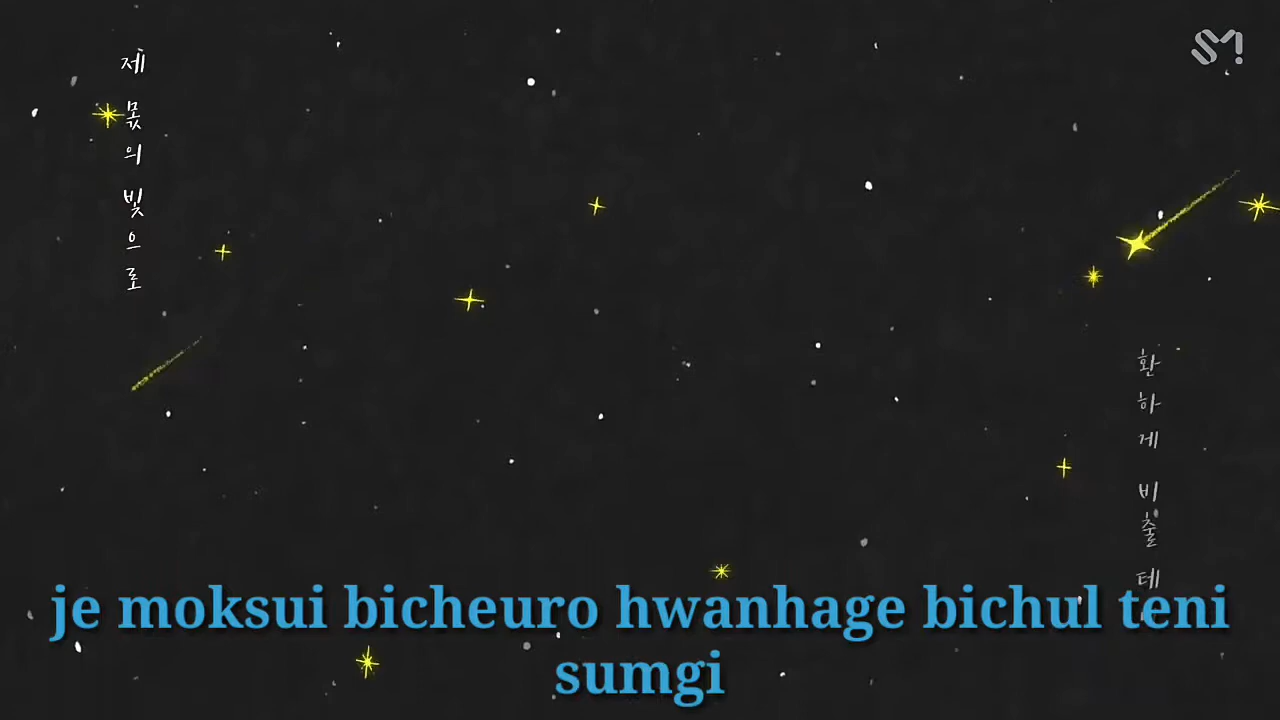 SM!
제 몫의 빛으로
환하게 비출 테
je moksui bicheuro hwanhage bichul teni
sumgi